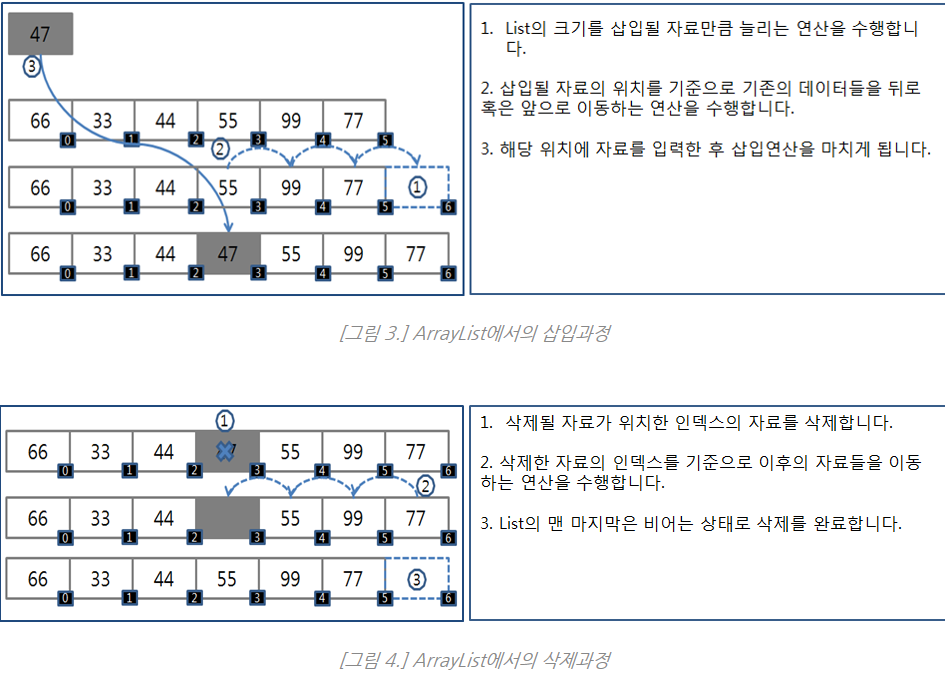 47
③
66 33 44 55 99 77
0 1 2 3 4 5
②
66 33 44 55 99 77 ①
0 1 2 3 4 5 6
66 33 44 47 55 99 77
0 1 2 3 4 5 6
1. List의 크기를 삽입될 자료만큼 늘리는 연산을 수행합니
다.
2. 삽입될 자료의 위치를 기준으로 기존의 데이터들을 뒤로
혹은 앞으로 이동하는 연산을 수행합니다.
3. 해당 위치에 자료를 입력한 후 삽입연산을 마치게 됩니다.
[그림 3.] ArrayList에서의 삽입과정
①
66 33 44 55 99 77
0 1 2 3 4 5 6
②
66 33 44 55 99 77
0 1 2 3 4 5 6
66 33 44 55 99 77 ③
0 1 2 3 4 5 6
1. 삭제될 자료가 위치한 인덱스의 자료를 삭제합니다.
2. 삭제한 자료의 인덱스를 기준으로 이후의 자료들을 이동
하는 연산을 수행합니다.
3. List의 맨 마지막은 비어는 상태로 삭제를 완료합니다.
[그림 4.] ArrayList에서의 삭제과정